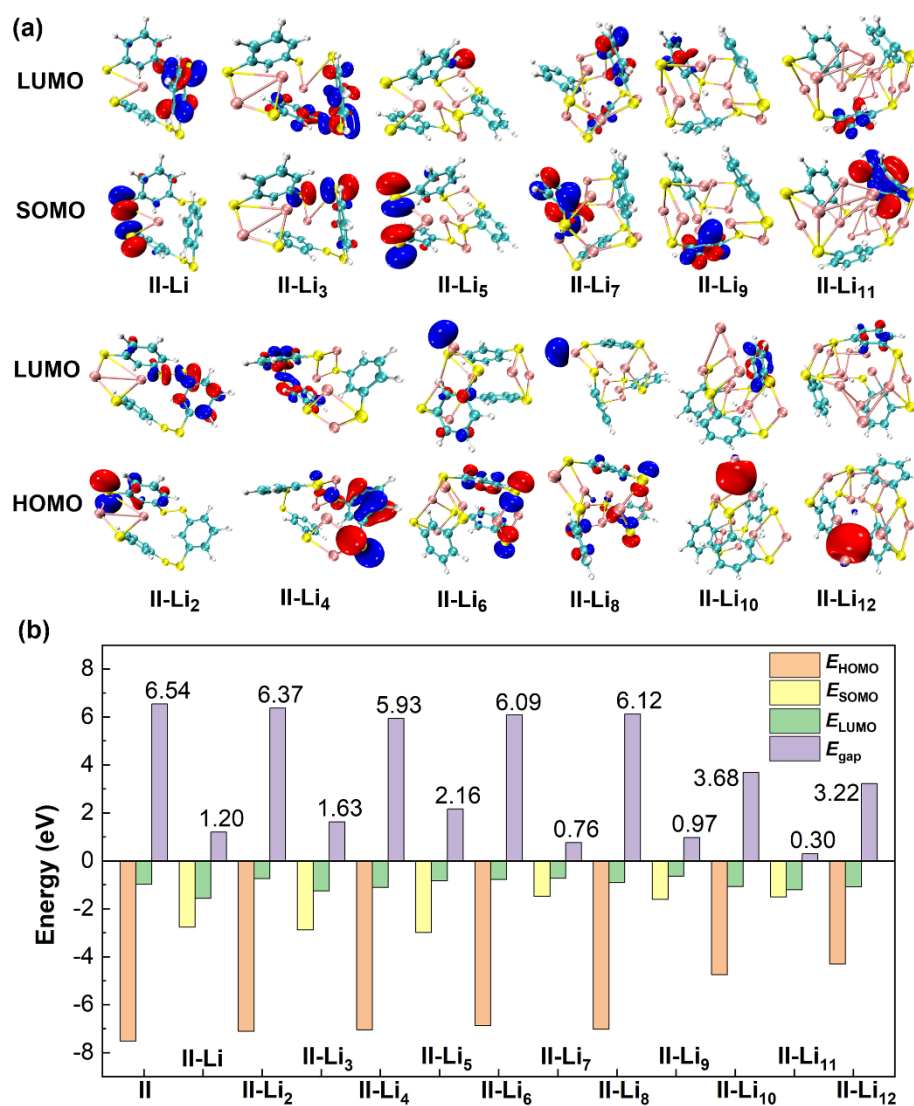 (a)
LUMO
SOMO
II-Li II-Li₃ II-Li₅ II-Li₇ II-Li₉ II-Li₁₁
LUMO
HOMO
II-Li₂ II-Li₄ II-Li₆ II-Li₈ II-Li₁₀ II-Li₁₂
(b)
Energy (eV)
8
6
4
2
0
-2
-4
-6
-8
E_HOMO
E_SOMO
E_LUMO
E_gap
6.54 1.20 6.37 1.63 5.93 2.16 6.09 0.76 6.12 0.97 3.68 0.30 3.22
II-Li II-Li₃ II-Li₅ II-Li₇ II-Li₉ II-Li₁₁
II II-Li₂ II-Li₄ II-Li₆ II-Li₈ II-Li₁₀ II-Li₁₂